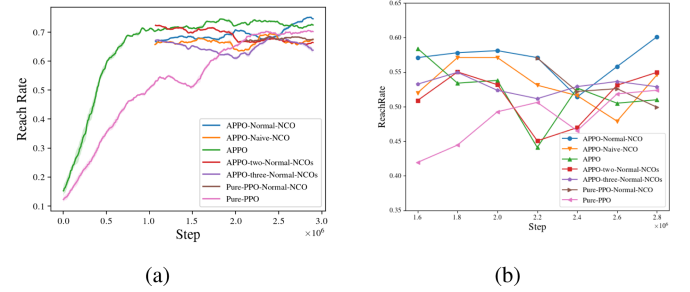 0.7
0.6
0.5
0.4
0.3
0.2
0.1
Reach Rate
APPO-Normal-NCO
APPO-Naive-NCO
APPO
APPO-two-Normal-NCOs
APPO-three-Normal-NCOs
Pure-PPO-Normal-NCO
Pure-PPO
0.0 0.5 1.0 1.5 2.0 2.5 3.0
Step
×10⁶
(a)
0.65
0.60
0.55
0.50
0.45
0.40
0.35
ReachRate
APPO-Normal-NCO
APPO-Naive-NCO
APPO
APPO-two-Normal-NCOs
APPO-three-Normal-NCOs
Pure-PPO-Normal-NCO
Pure-PPO
1.6 1.8 2.0 2.2 2.4 2.6 2.8
Step
×10⁶
(b)